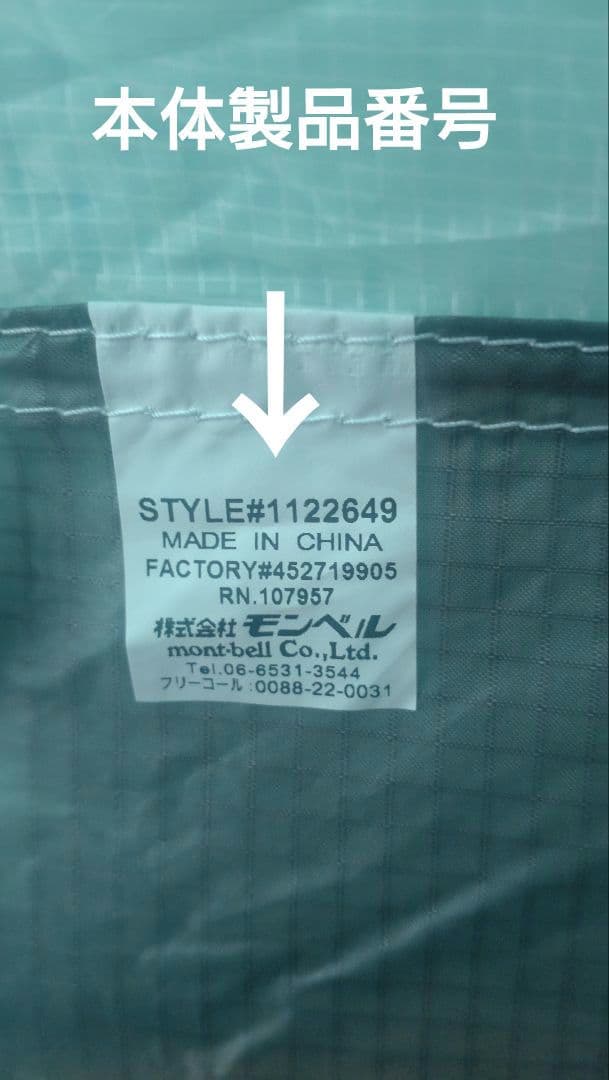 本体製品番号
STYLE#1122649
MADE IN CHINA
FACTORY#452719905
RN.107957
株式会社 モンベル
mont-bell Co.,Ltd.
Tel.06-6531-3544
フリーコール:0088-22-0031